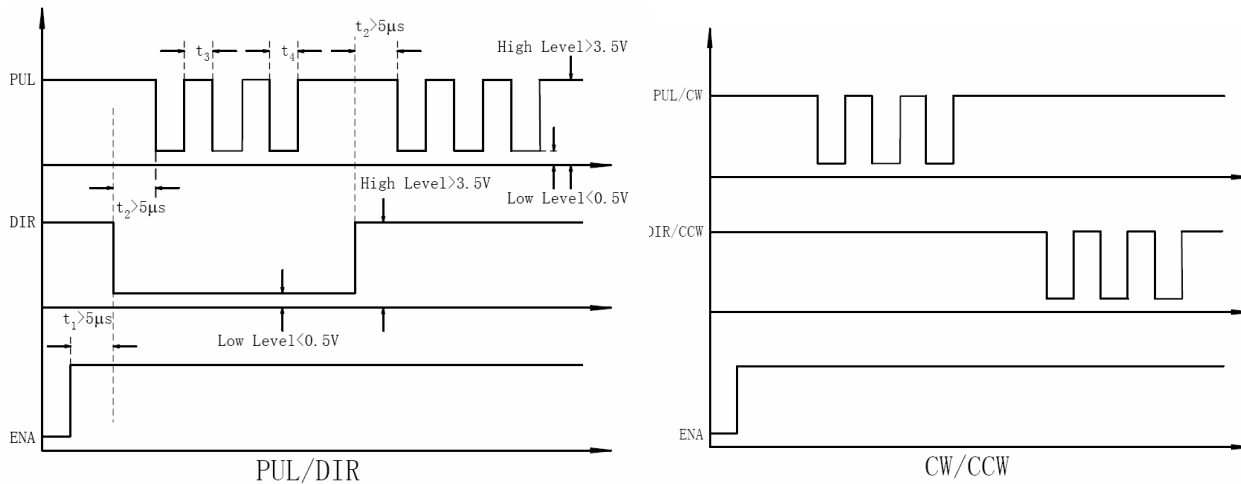 t2>5μs
t3
t4
High Level>3.5V
PUL
t2>5μs
High Level>3.5V
Low Level<0.5V
DIR
t1>5μs
Low Level<0.5V
ENA
PUL/DIR
PUL/CW
DIR/CCW
ENA
CW/CCW